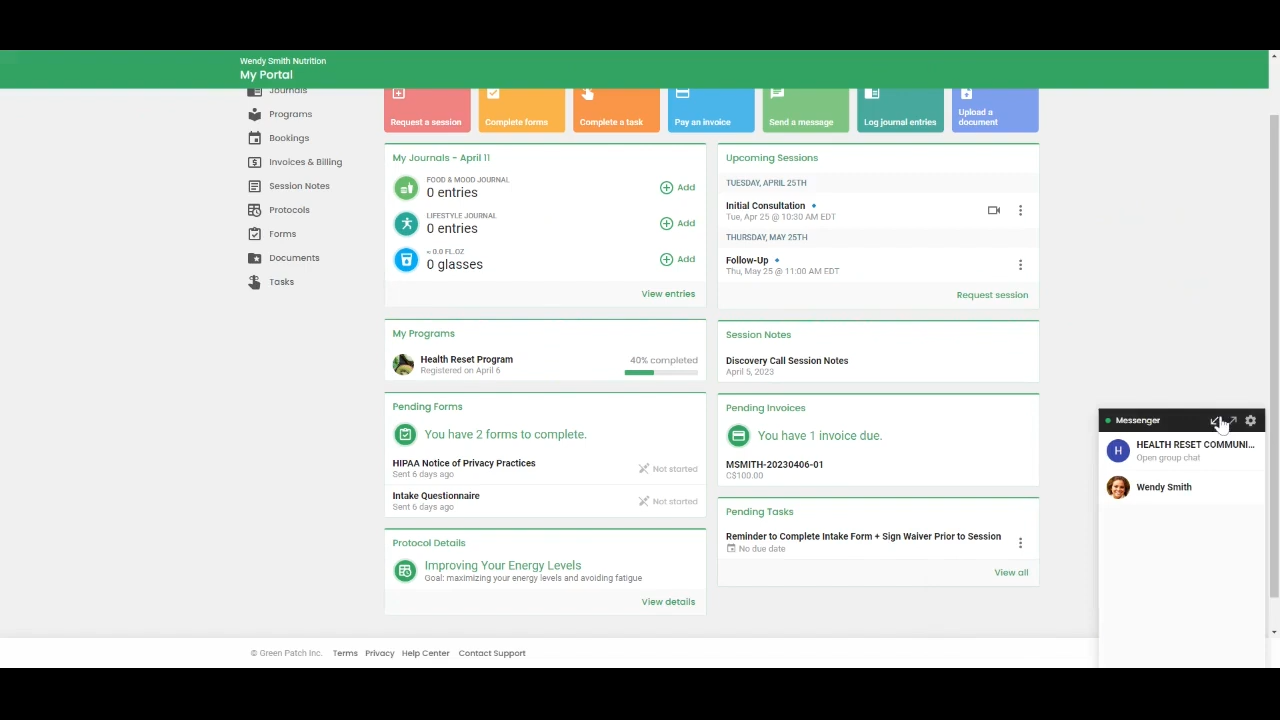 Wendy Smith Nutrition
My Portal
Journals
Programs
Bookings
Invoices & Billing
Session Notes
Protocols
Forms
Documents
Tasks
Request a session
Complete forms
Complete a task
Pay an invoice
Send a message
Log journal entries
Upload a
document
My Journals - April 11
FOOD & MOOD JOURNAL
0 entries
Add
LIFESTYLE JOURNAL
0 entries
Add
≈ 0.0 FL.OZ
0 glasses
Add
View entries
My Programs
Health Reset Program
Registered on April 6
40% completed
Pending Forms
You have 2 forms to complete.
HIPAA Notice of Privacy Practices
Sent 6 days ago
Not started
Intake Questionnaire
Sent 6 days ago
Not started
Protocol Details
Improving Your Energy Levels
Goal: maximizing your energy levels and avoiding fatigue
View details
Upcoming Sessions
TUESDAY, APRIL 25TH
Initial Consultation
Tue, Apr 25 @ 10:30 AM EDT
THURSDAY, MAY 25TH
Follow-Up
Thu, May 25 @ 11:00 AM EDT
Request session
Session Notes
Discovery Call Session Notes
April 5, 2023
Pending Invoices
You have 1 invoice due.
MSMITH-20230406-01
C$100.00
Pending Tasks
Reminder to Complete Intake Form + Sign Waiver Prior to Session
No due date
View all
Messenger
H
HEALTH RESET COMMUNI...
Open group chat
Wendy Smith
© Green Patch Inc.
Terms
Privacy
Help Center
Contact Support